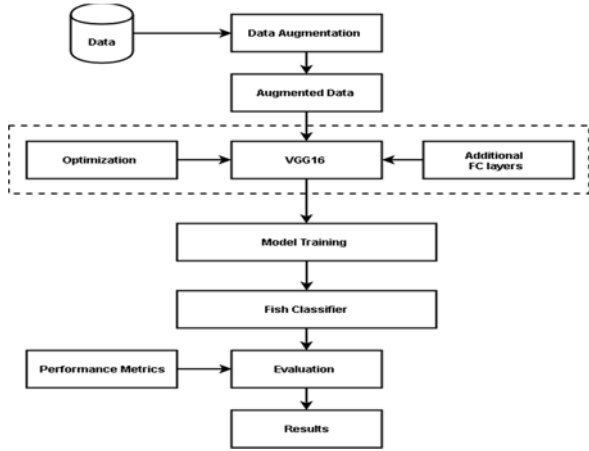 Data
Data Augmentation
Augmented Data
Optimization
VGG16
Additional
FC layers
Model Training
Fish Classifier
Performance Metrics
Evaluation
Results